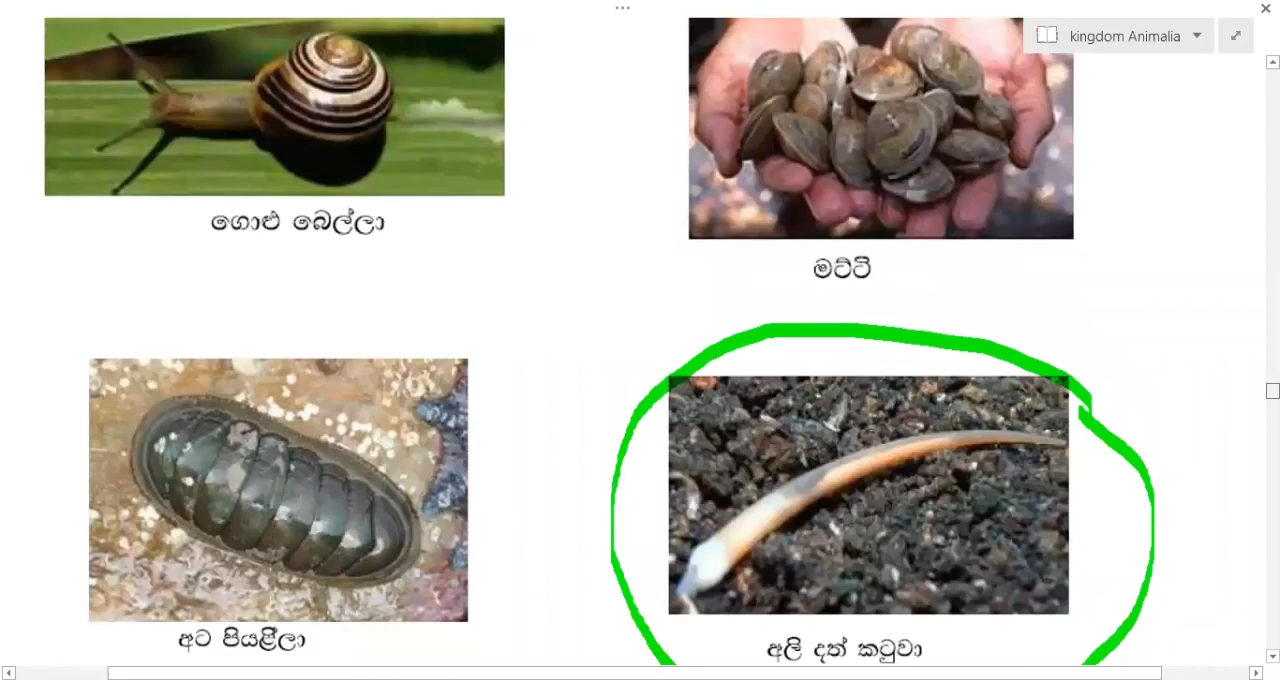 kingdom Animalia
ගොළු බෙල්ලා
මට්ටි
අට පියළීලා
අලි දත් කටුවා